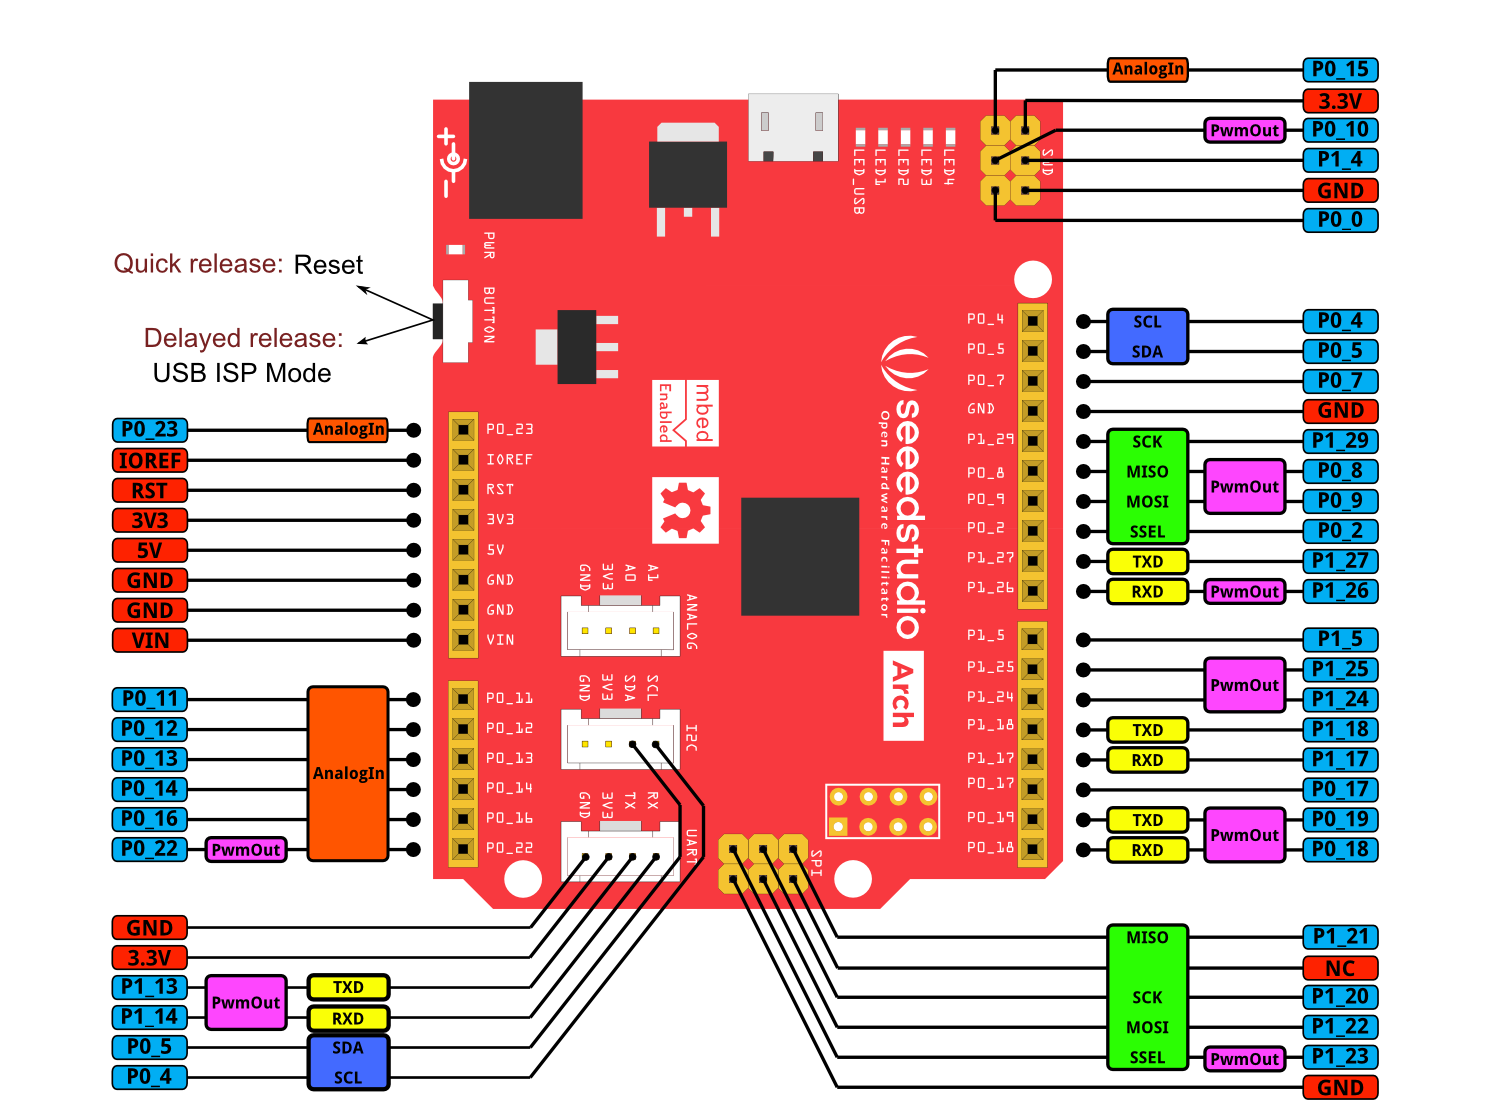 AnalogIn P0_15
3.3V
PwmOut P0_10
P1_4
GND
P0_0
SWD
LED_USB
LED1
LED2
LED3
LED4
PWR
BUTTON
Quick release: Reset
Delayed release:
USB ISP Mode
P0_23 AnalogIn
IOREF
RST
3V3
5V
GND
GND
VIN
P0_11
P0_12
P0_13
P0_14
P0_16
P0_22 PwmOut
AnalogIn
P0_23
IOREF
RST
3V3
5V
GND
GND
VIN
P0_11
P0_12
P0_13
P0_14
P0_16
P0_22
mbed
Enabled
seeedstudio
Open Hardware Facilitator
Arch
GND 3V3 A0 A1
ANALOG
GND 3V3 SDA SCL
I2C
GND 3V3 TX RX
UART
SPI
P0_4
P0_5
P0_7
GND
P1_29
P0_8
P0_9
P0_2
P1_27
P1_26
P1_5
P1_25
P1_24
P1_18
P1_17
P0_17
P0_19
P0_18
SCL P0_4
SDA P0_5
P0_7
GND
SCK P1_29
MISO P0_8
PwmOut
MOSI P0_9
SSEL P0_2
TXD P1_27
RXD PwmOut P1_26
P1_5
P1_25
PwmOut
P1_24
TXD P1_18
RXD P1_17
P0_17
TXD P0_19
PwmOut
RXD P0_18
GND
3.3V
P1_13 TXD
PwmOut
P1_14 RXD
P0_5 SDA
P0_4 SCL
MISO P1_21
NC
SCK P1_20
MOSI P1_22
SSEL PwmOut P1_23
GND